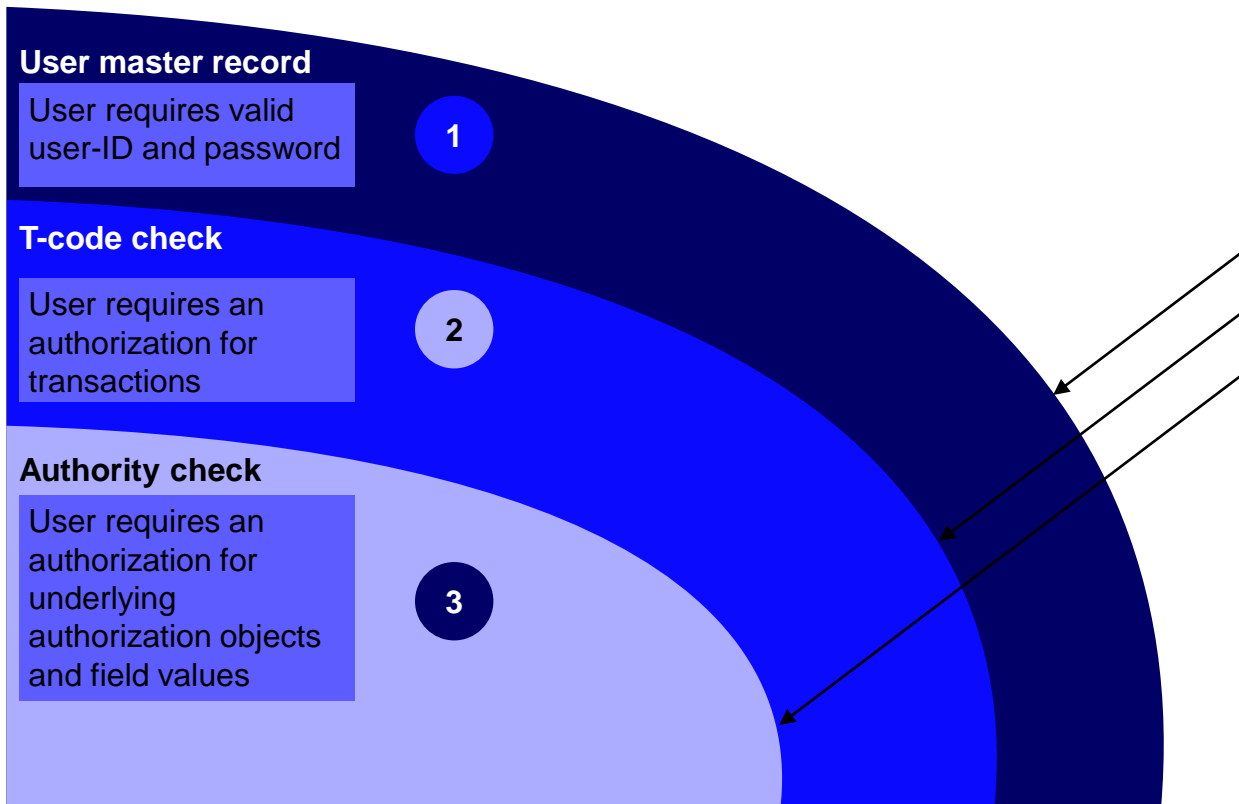 User master record
User requires valid
user-ID and password
1
T-code check
User requires an
authorization for
transactions
2
Authority check
User requires an
authorization for
underlying
authorization objects
and field values
3